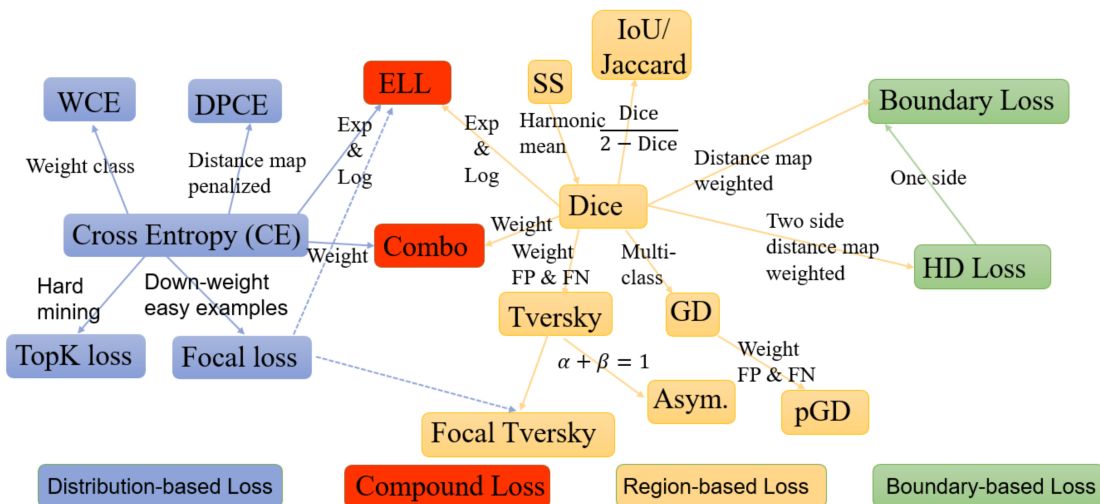 IoU/
Jaccard
ELL
SS
WCE
DPCE
Boundary Loss
Exp
&
Log
Exp
&
Log
Harmonic
mean
Dice
2 − Dice
Weight class
Distance map
penalized
Distance map
weighted
One side
Dice
Cross Entropy (CE)
Weight
Combo
Weight
Two side
distance map
weighted
HD Loss
Weight
FP & FN
Multi-
class
Hard
mining
Down-weight
easy examples
Tversky
GD
TopK loss
Focal loss
α + β = 1
Weight
FP & FN
Asym.
pGD
Focal Tversky
Distribution-based Loss
Compound Loss
Region-based Loss
Boundary-based Loss